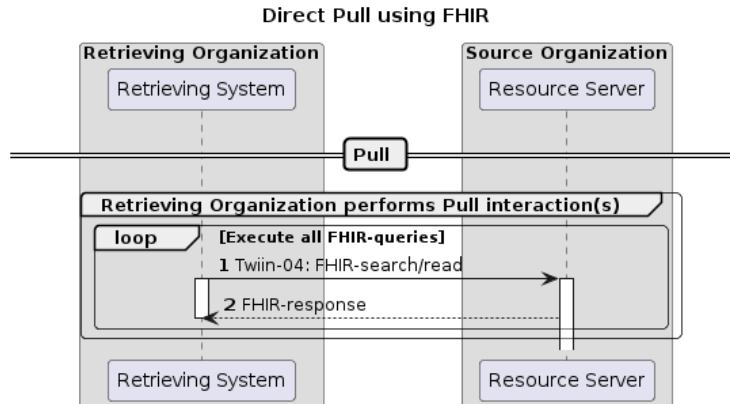 Direct Pull using FHIR
Retrieving Organization
Source Organization
Retrieving System
Resource Server
Pull
Retrieving Organization performs Pull interaction(s)
loop
[Execute all FHIR-queries]
1 Twiin-04: FHIR-search/read
2 FHIR-response
Retrieving System
Resource Server